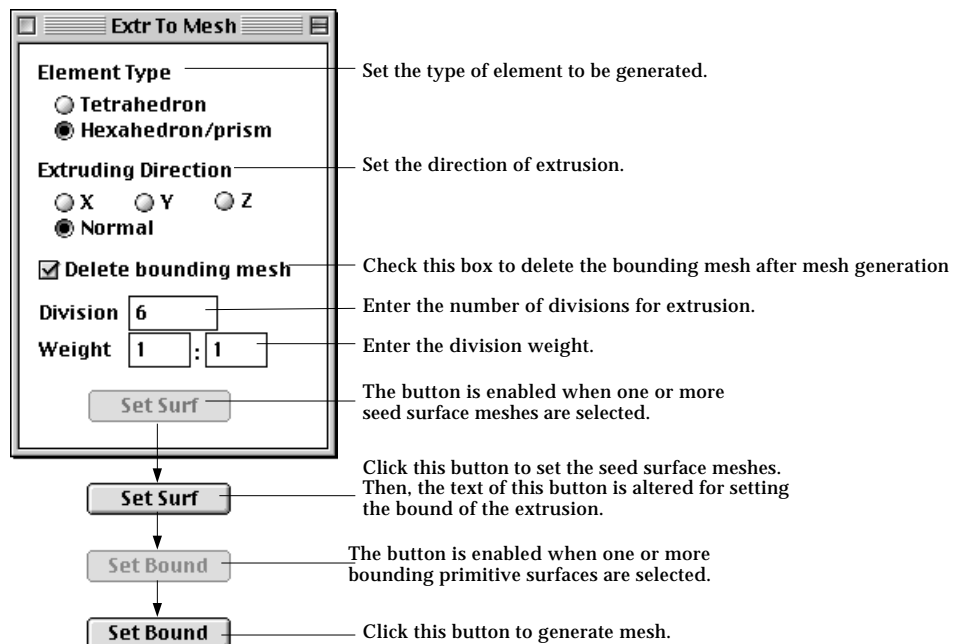 Extr To Mesh
Element Type
Set the type of element to be generated.
Tetrahedron
Hexahedron/prism
Extruding Direction
Set the direction of extrusion.
X Y Z
Normal
Delete bounding mesh
Check this box to delete the bounding mesh after mesh generation
Division 6
Enter the number of divisions for extrusion.
Weight 1 : 1
Enter the division weight.
Set Surf
The button is enabled when one or more
seed surface meshes are selected.
Set Surf
Click this button to set the seed surface meshes.
Then, the text of this button is altered for setting
the bound of the extrusion.
Set Bound
The button is enabled when one or more
bounding primitive surfaces are selected.
Set Bound
Click this button to generate mesh.